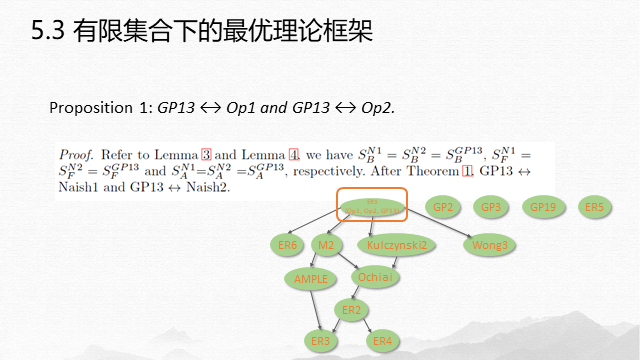 5.3 有限集合下的最优理论框架
Proposition 1: GP13 ↔ Op1 and GP13 ↔ Op2.
Proof. Refer to Lemma 3 and Lemma 4, we have S_B^{N1} = S_B^{N2} = S_B^{GP13}, S_F^{N1} =
S_F^{N2} = S_F^{GP13} and S_A^{N1}=S_A^{N2} =S_A^{GP13}, respectively. After Theorem 1, GP13 ↔
Naish1 and GP13 ↔ Naish2.
GP2 GP3 GP19 ER5
ER6 M2 Kulczynski2 Wong3
AMPLE Ochiai
ER2
ER3 ER4